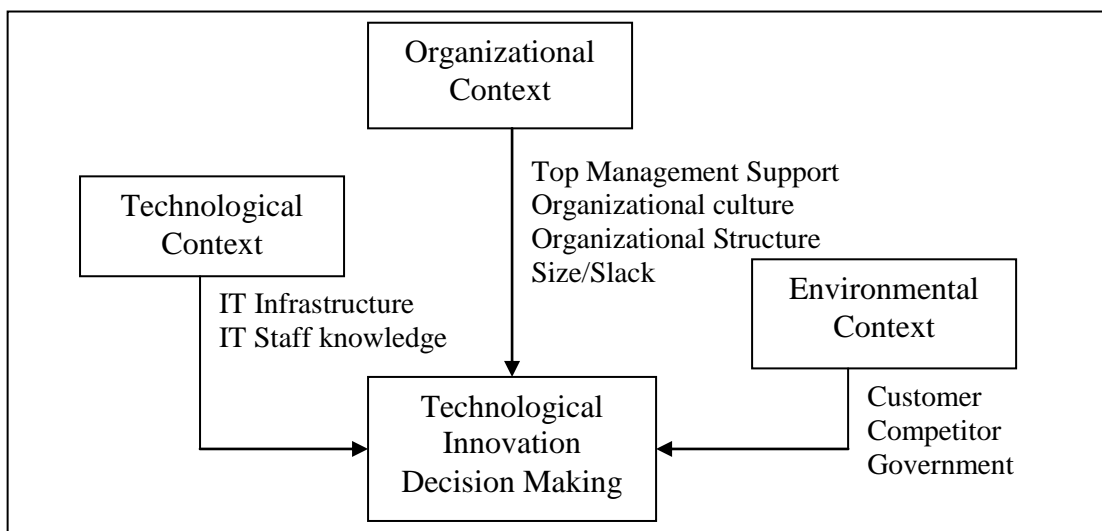 Organizational
Context
Top Management Support
Organizational culture
Organizational Structure
Size/Slack
Technological
Context
IT Infrastructure
IT Staff knowledge
Environmental
Context
Customer
Competitor
Government
Technological
Innovation
Decision Making